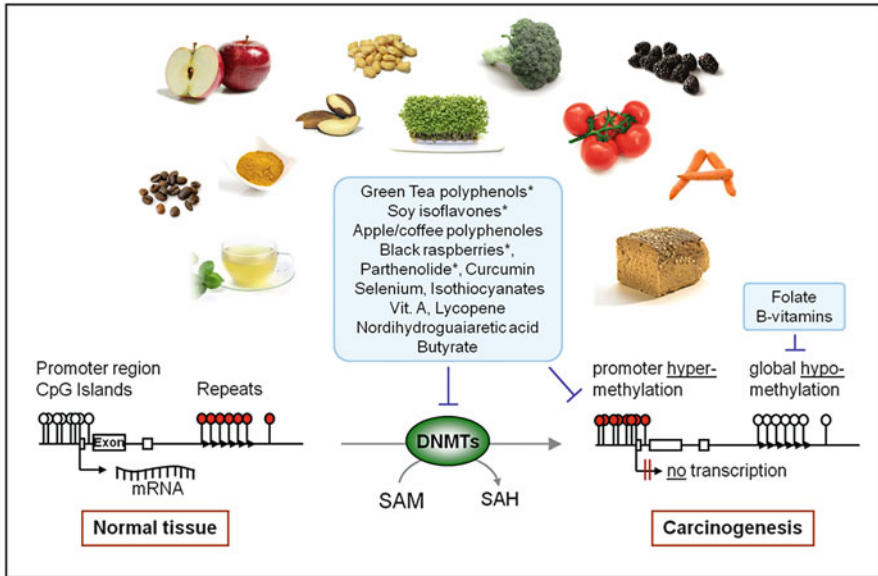 Green Tea polyphenols*
Soy isoflavones*
Apple/coffee polyphenoles
Black raspberries*,
Parthenolide*, Curcumin
Selenium, Isothiocyanates
Vit. A, Lycopene
Nordihydroguaiaretic acid
Butyrate
Folate
B-vitamins
Promoter region
CpG Islands
Repeats
Exon
mRNA
DNMTs
SAM
SAH
promoter hyper-
methylation
global hypo-
methylation
no transcription
Normal tissue
Carcinogenesis